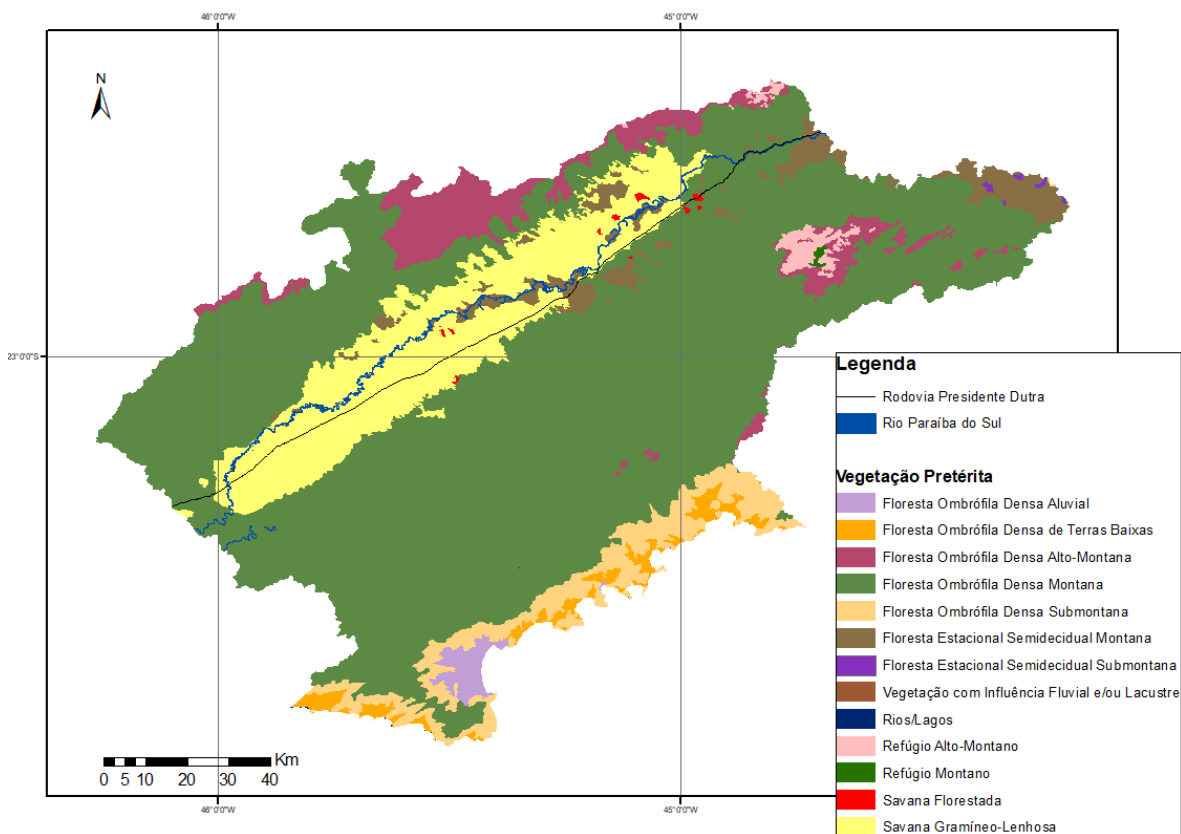 46°0'0"W 45°0'0"W
N
23°0'0"S
Legenda
Rodovia Presidente Dutra
Rio Paraíba do Sul
Vegetação Pretérita
Floresta Ombrófila Densa Aluvial
Floresta Ombrófila Densa de Terras Baixas
Floresta Ombrófila Densa Alto-Montana
Floresta Ombrófila Densa Montana
Floresta Ombrófila Densa Submontana
Floresta Estacional Semidecidual Montana
Floresta Estacional Semidecidual Submontana
Vegetação com Influência Fluvial e/ou Lacustre
Rios/Lagos
Refúgio Alto-Montano
Refúgio Montano
Savana Florestada
Savana Gramíneo-Lenhosa
Km
0 5 10 20 30 40
46°0'0"W 45°0'0"W